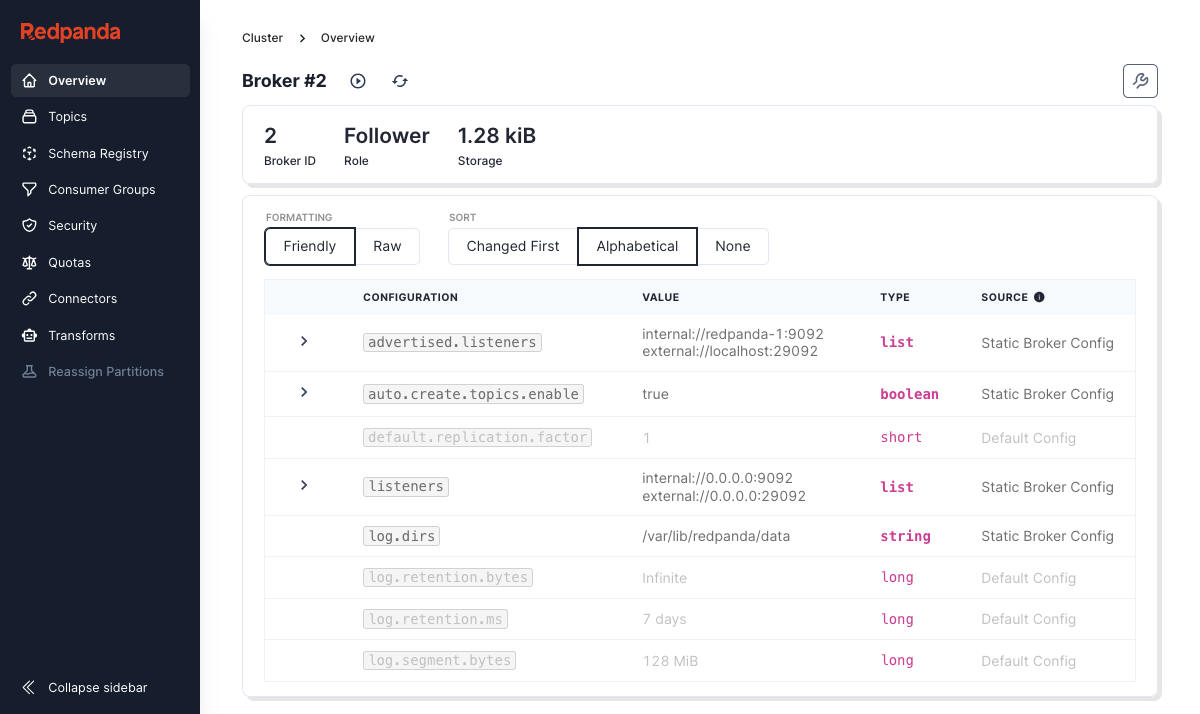 Redpanda
Overview
Topics
Schema Registry
Consumer Groups
Security
Quotas
Connectors
Transforms
Reassign Partitions
Collapse sidebar
Cluster > Overview
Broker #2
2 Follower 1.28 kiB
Broker ID Role Storage
FORMATTING SORT
Friendly Raw Changed First Alphabetical None
CONFIGURATION VALUE TYPE SOURCE
advertised.listeners internal://redpanda-1:9092 list Static Broker Config
external://localhost:29092
auto.create.topics.enable true boolean Static Broker Config
default.replication.factor 1 short Default Config
listeners internal://0.0.0.0:9092 list Static Broker Config
external://0.0.0.0:29092
log.dirs /var/lib/redpanda/data string Static Broker Config
log.retention.bytes Infinite long Default Config
log.retention.ms 7 days long Default Config
log.segment.bytes 128 MiB long Default Config